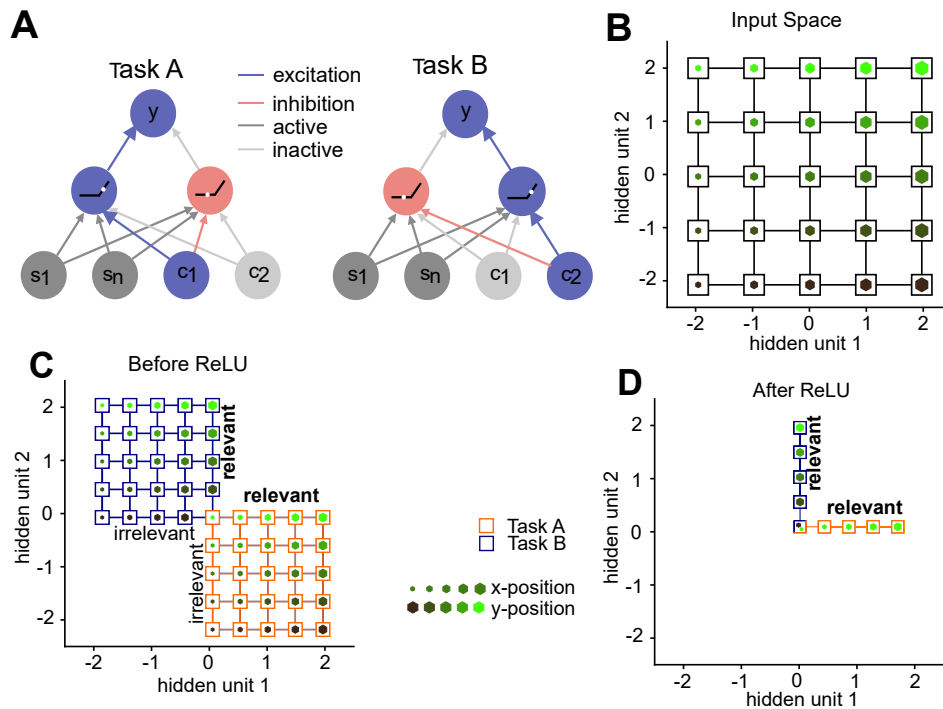 A
Task A
Task B
excitation
inhibition
active
inactive
y
y
s1
sn
c1
c2
s1
sn
c1
c2
B
Input Space
hidden unit 2
2
1
0
-1
-2
-2
-1
0
1
2
hidden unit 1
C
Before ReLU
hidden unit 2
2
1
0
-1
-2
relevant
relevant
irrelevant
irrelevant
-2
-1
0
1
2
hidden unit 1
Task A
Task B
x-position
y-position
D
After ReLU
hidden unit 2
2
1
0
-1
-2
relevant
relevant
-2
-1
0
1
2
hidden unit 1